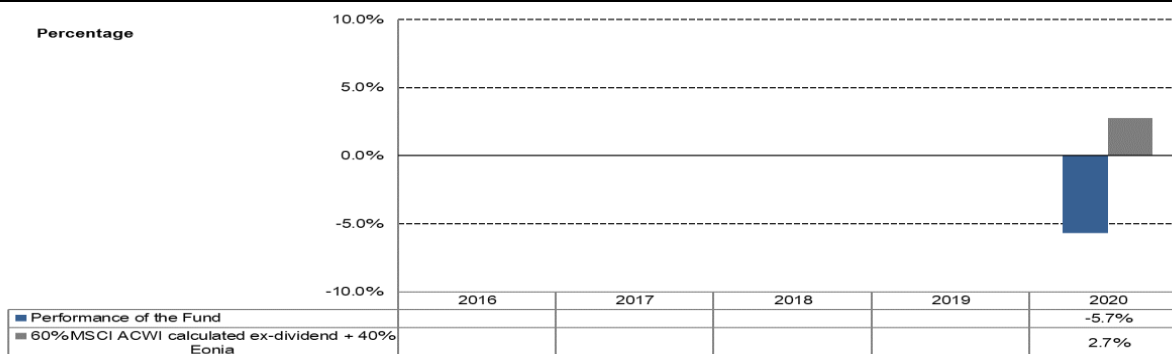 Percentage
10.0%
5.0%
0.0%
-5.0%
-10.0%
2016 2017 2018 2019 2020
Performance of the Fund -5.7%
60%MSCI ACWI calculated ex-dividend + 40%
Eonia 2.7%